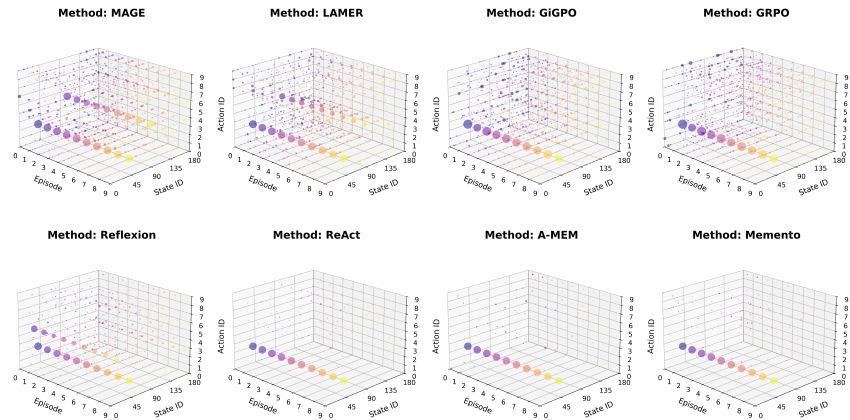 Method: MAGE
Method: LAMER
Method: GiGPO
Method: GRPO
0 1 2 3 4 5 6 7 8 9
Episode
0 45 90 135 180
State ID
0 1 2 3 4 5 6 7 8 9
Action ID
0 1 2 3 4 5 6 7 8 9
Episode
0 45 90 135 180
State ID
0 1 2 3 4 5 6 7 8 9
Action ID
0 1 2 3 4 5 6 7 8 9
Episode
0 45 90 135 180
State ID
0 1 2 3 4 5 6 7 8 9
Action ID
0 1 2 3 4 5 6 7 8 9
Episode
0 45 90 135 180
State ID
0 1 2 3 4 5 6 7 8 9
Method: Reflexion
Method: ReAct
Method: A-MEM
Method: Memento
0 1 2 3 4 5 6 7 8 9
Episode
0 45 90 135 180
State ID
0 1 2 3 4 5 6 7 8 9
Action ID
0 1 2 3 4 5 6 7 8 9
Episode
0 45 90 135 180
State ID
0 1 2 3 4 5 6 7 8 9
Action ID
0 1 2 3 4 5 6 7 8 9
Episode
0 45 90 135 180
State ID
0 1 2 3 4 5 6 7 8 9
Action ID
0 1 2 3 4 5 6 7 8 9
Episode
0 45 90 135 180
State ID
0 1 2 3 4 5 6 7 8 9